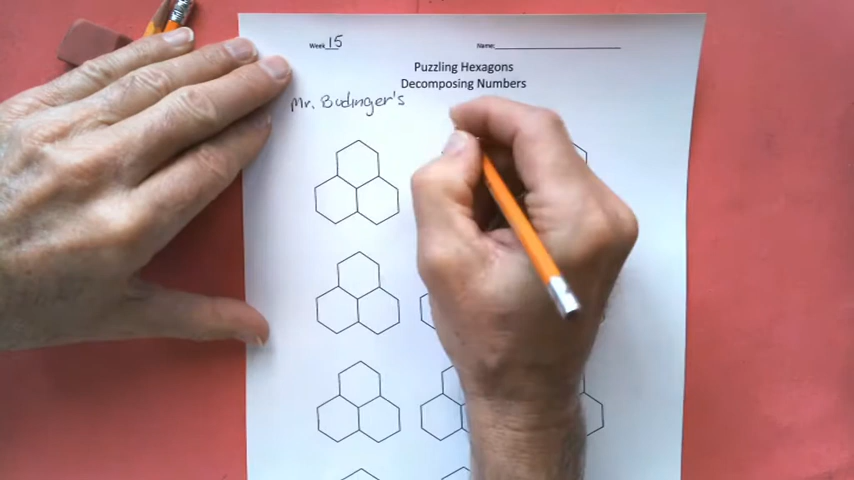 Week 15
Name:
Puzzling Hexagons
Decomposing Numbers
Mr. Budinger's